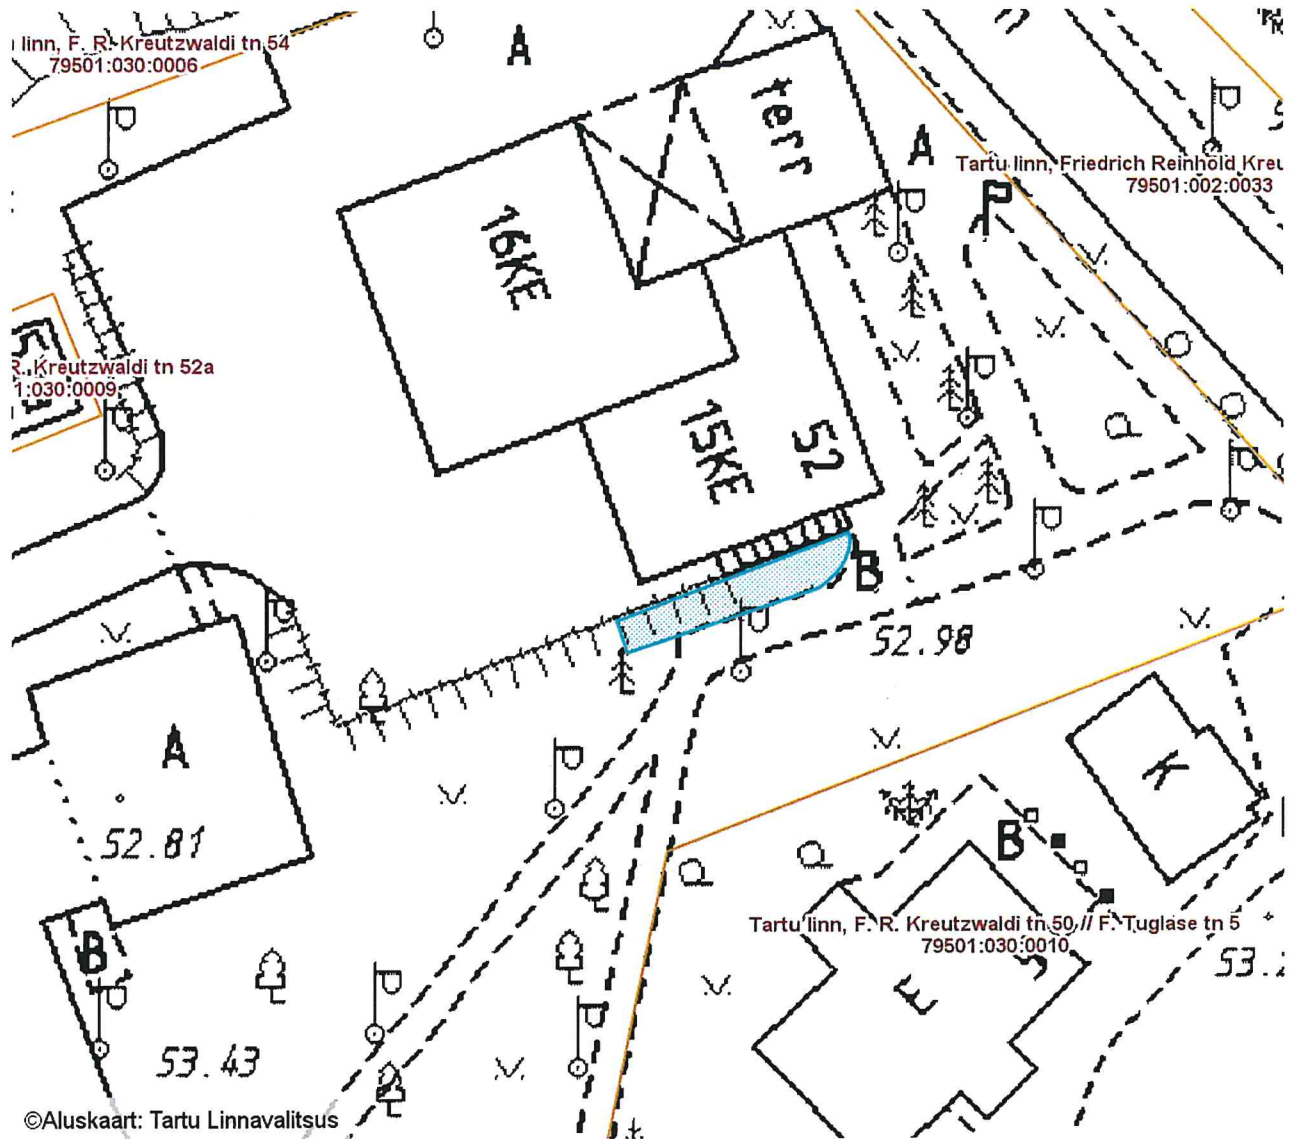 linn, F. R. Kreutzwaldi tn 54
79501:030:0006
A
terr
A
Tartu linn, Friedrich Reinhold Kreu
79501:002:0033
P
16KE
R. Kreutzwaldi tn 52a
1:030:0009
15KE
52
B
52.98
A
52.81
K
B
Tartu linn, F. R. Kreutzwaldi tn 50 // F. Tuglase tn 5
79501:030:0010
B
E
53.2
53.43
©Aluskaart: Tartu Linnavalitsus